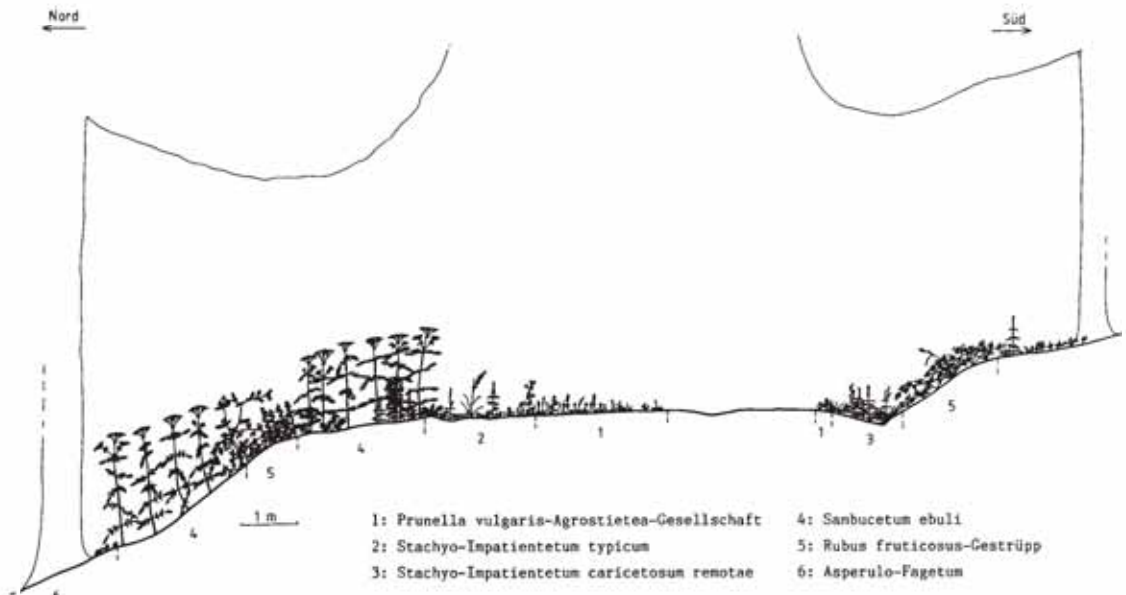 Nord
Süd
5
4
2
1
1
3
5
4
1 m
6
1: Prunella vulgaris-Agrostietea-Gesellschaft
2: Stachyo-Impatientetum typicum
3: Stachyo-Impatientetum caricetosum remotae
4: Sambucetum ebuli
5: Rubus fruticosus-Gestrüpp
6: Asperulo-Fagetum